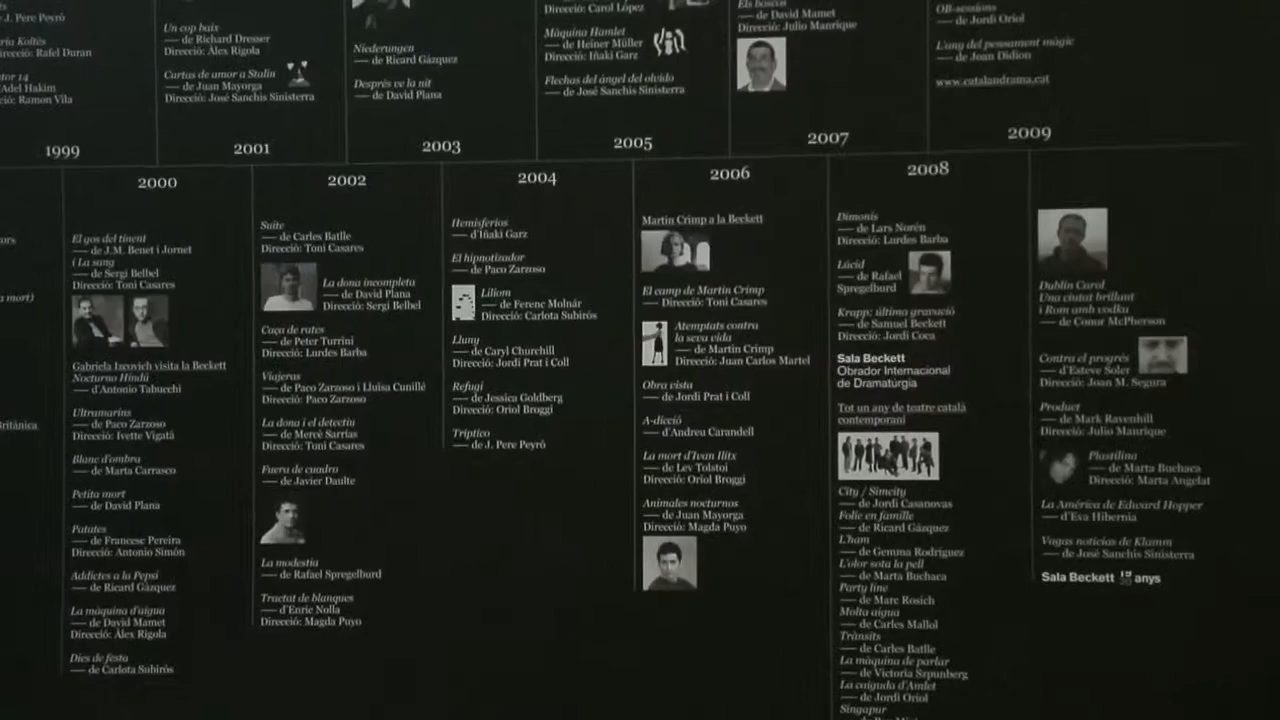 J. Pere Peyró
Rafel Duran
tor 14
Adel Hakim
Ramon Vila
Un cop baix
— de Richard Dresser
Direcció: Àlex Rigola
Cartas de amor a Stalin
— de Juan Mayorga
Direcció: José Sanchis Sinisterra
Niederungen
— de Ricard Gázquez
Després ve la nit
— de David Plana
Direcció: Carol López
Màquina Hamlet
— de Heiner Müller
Direcció: Iñaki Garz
Flechas del ángel del olvido
— de José Sanchis Sinisterra
Els boscos
— de David Mamet
Direcció: Julio Manrique
OB-sessions
— de Jordi Oriol
L'any del pensament màgic
— de Joan Didion
www.catalandrama.cat
1999
2001
2003
2005
2007
2009
2000
2002
2004
2006
2008
a mort)
Británica
El gos del tinent
— de J.M. Benet i Jornet
i La sang
— de Sergi Belbel
Direcció: Toni Casares
Gabriela Izcovich visita la Beckett
Nocturno Hindú
— d'Antonio Tabucchi
Ultramarins
— de Paco Zarzoso
Direcció: Ivette Vigatà
Blanc d'ombra
— de Marta Carrasco
Petita mort
— de David Plana
Patates
— de Francesc Pereira
Direcció: Antonio Simón
Addictes a la Pepsi
— de Ricard Gázquez
La màquina d'aigua
— de David Mamet
Direcció: Àlex Rigola
Dies de festa
— de Carlota Subirós
Suite
— de Carles Batlle
Direcció: Toni Casares
La dona incompleta
— de David Plana
Direcció: Sergi Belbel
Caça de rates
— de Peter Turrini
Direcció: Lurdes Barba
Viajeras
— de Paco Zarzoso i Lluïsa Cunillé
Direcció: Paco Zarzoso
La dona i el detectiu
— de Mercè Sarrias
Direcció: Toni Casares
Fuera de cuadro
— de Javier Daulte
La modestia
— de Rafael Spregelburd
Tractat de blanques
— d'Enric Nolla
Direcció: Magda Puyo
Hemisferios
— d'Iñaki Garz
El hipnotizador
— de Paco Zarzoso
Liliom
— de Ferenc Molnár
Direcció: Carlota Subirós
Lluny
— de Caryl Churchill
Direcció: Jordi Prat i Coll
Refugi
— de Jessica Goldberg
Direcció: Oriol Broggi
Tríptico
— de J. Pere Peyró
Martin Crimp a la Beckett
El camp de Martin Crimp
— Direcció: Toni Casares
Atemptats contra
la seva vida
— de Martin Crimp
Direcció: Juan Carlos Martel
Obra vista
— de Jordi Prat i Coll
A-dicció
— d'Andreu Carandell
La mort d'Ivan Ilitx
— de Lev Tolstoi
Direcció: Oriol Broggi
Animales nocturnos
— de Juan Mayorga
Direcció: Magda Puyo
Dimonis
— de Lars Norén
Direcció: Lurdes Barba
Lúcid
— de Rafael
Spregelburd
Krapp: última gravació
— de Samuel Beckett
Direcció: Jordi Coca
Sala Beckett
Obrador Internacional
de Dramatúrgia
Tot un any de teatre català
contemporani
City / Simcity
— de Jordi Casanovas
Folie en famille
— de Ricard Gázquez
L'ham
— de Gemma Rodríguez
L'olor sota la pell
— de Marta Buchaca
Party line
— de Marc Rosich
Molta aigua
— de Carles Mallol
Trànsits
— de Carles Batlle
La màquina de parlar
— de Victoria Szpunberg
La caiguda d'Amlet
— de Jordi Oriol
Singapur
Dublin Carol
Una ciutat brillant
i Rom amb vodka
— de Conor McPherson
Contra el progrés
— d'Esteve Soler
Direcció: Joan M. Segura
Product
— de Mark Ravenhill
Direcció: Julio Manrique
Plastilina
— de Marta Buchaca
Direcció: Marta Angelat
La América de Edward Hopper
— d'Eva Hibernia
Vagas noticias de Klamm
— de José Sanchis Sinisterra
Sala Beckett anys